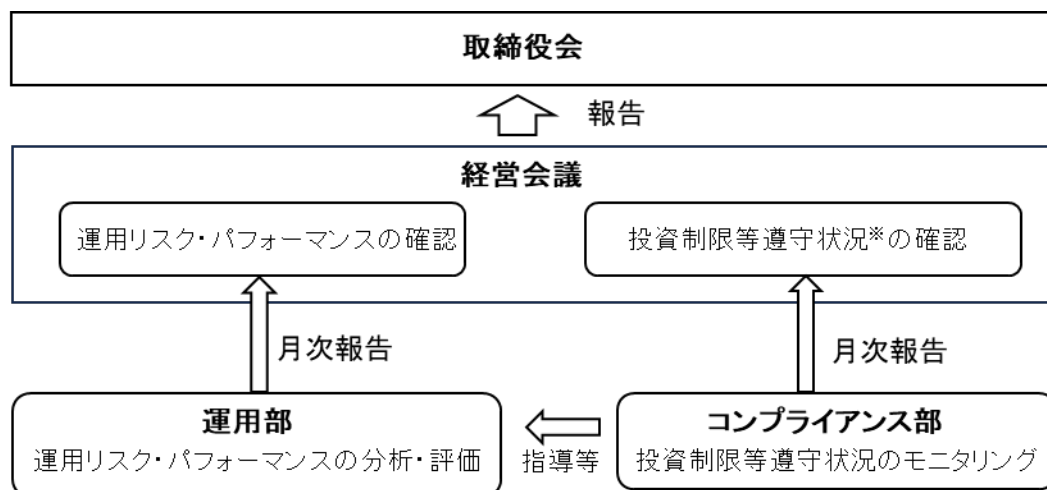 取締役会
報告
経営会議
運用リスク・パフォーマンスの確認
投資制限等遵守状況※の確認
月次報告
月次報告
運用部
運用リスク・パフォーマンスの分析・評価
指導等
コンプライアンス部
投資制限等遵守状況のモニタリング